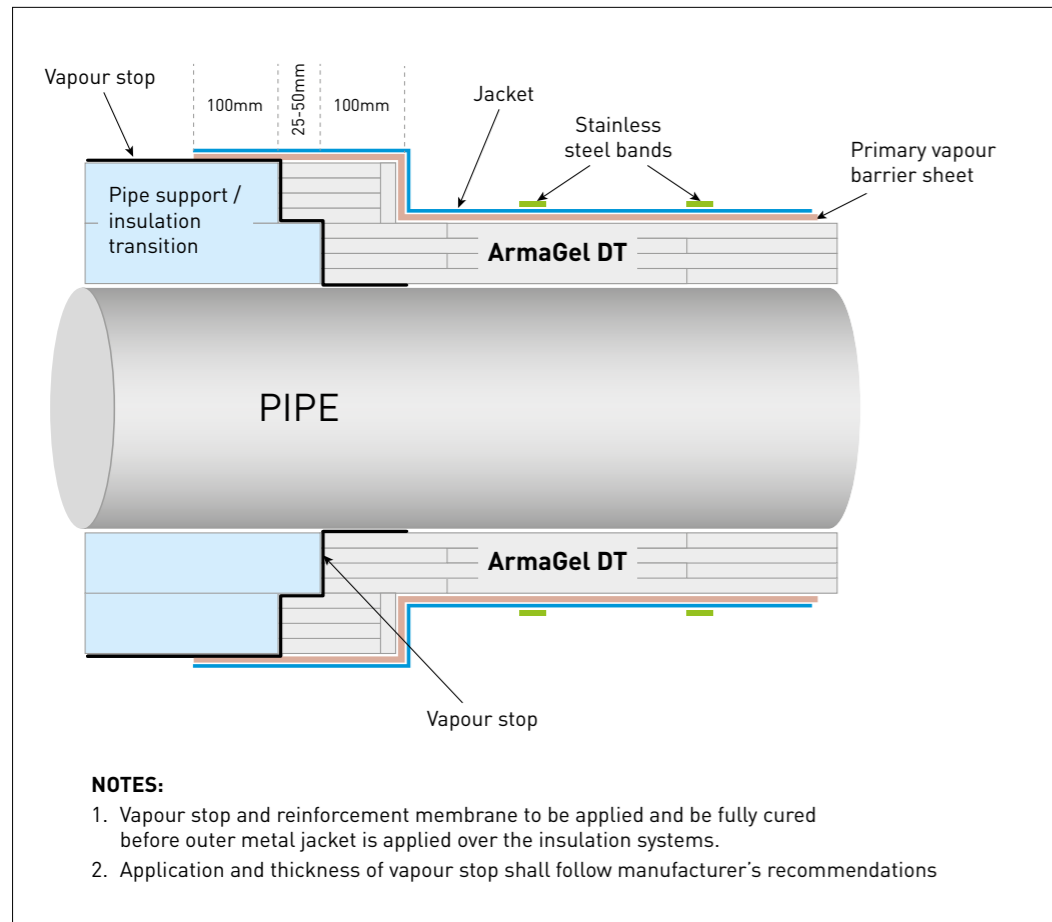 Vapour stop
100mm
25-50mm
100mm
Jacket
Stainless
steel bands
Primary vapour
barrier sheet
Pipe support /
insulation
transition
ArmaGel DT
PIPE
ArmaGel DT
Vapour stop
NOTES:
1. Vapour stop and reinforcement membrane to be applied and be fully cured
before outer metal jacket is applied over the insulation systems.
2. Application and thickness of vapour stop shall follow manufacturer’s recommendations